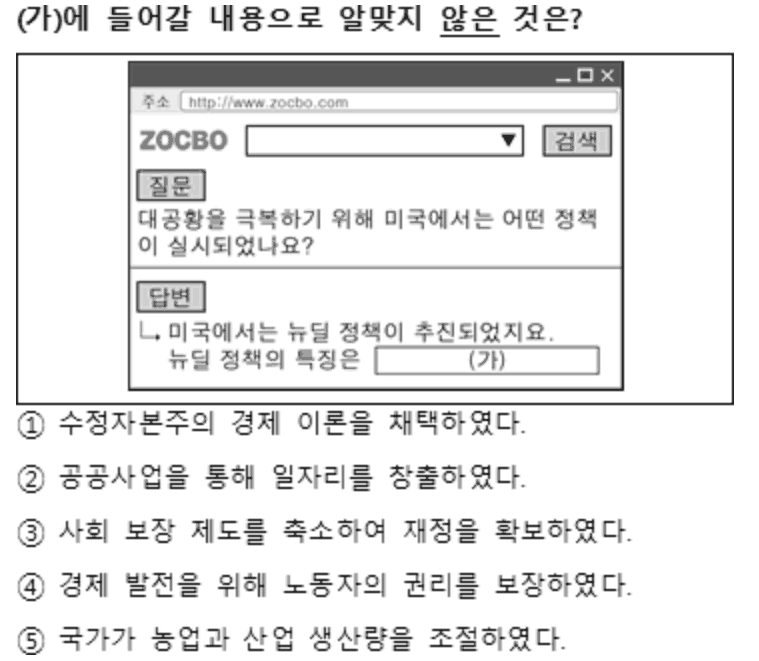 (가)에 들어갈 내용으로 알맞지 않은 것은?
주소 http://www.zocbo.com
ZOCBO ▼ 검색
질문
대공황을 극복하기 위해 미국에서는 어떤 정책
이 실시되었나요?
답변
미국에서는 뉴딜 정책이 추진되었지요.
뉴딜 정책의 특징은 (가)
① 수정자본주의 경제 이론을 채택하였다.
② 공공사업을 통해 일자리를 창출하였다.
③ 사회 보장 제도를 축소하여 재정을 확보하였다.
④ 경제 발전을 위해 노동자의 권리를 보장하였다.
⑤ 국가가 농업과 산업 생산량을 조절하였다.